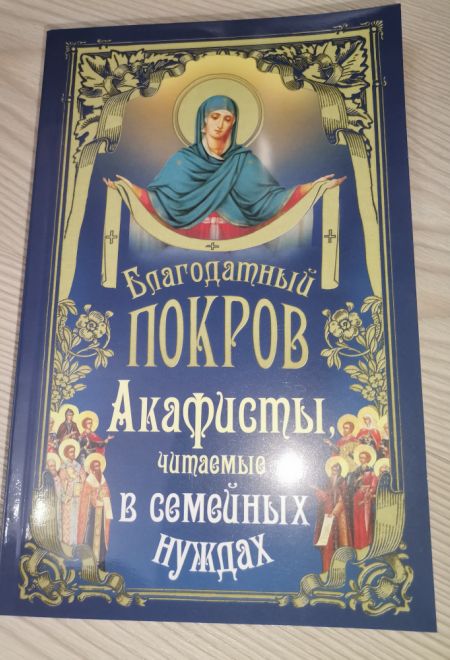 Благодатный
ПОКРОВ
Акафисты,
читаемые
в семейных
нуждах